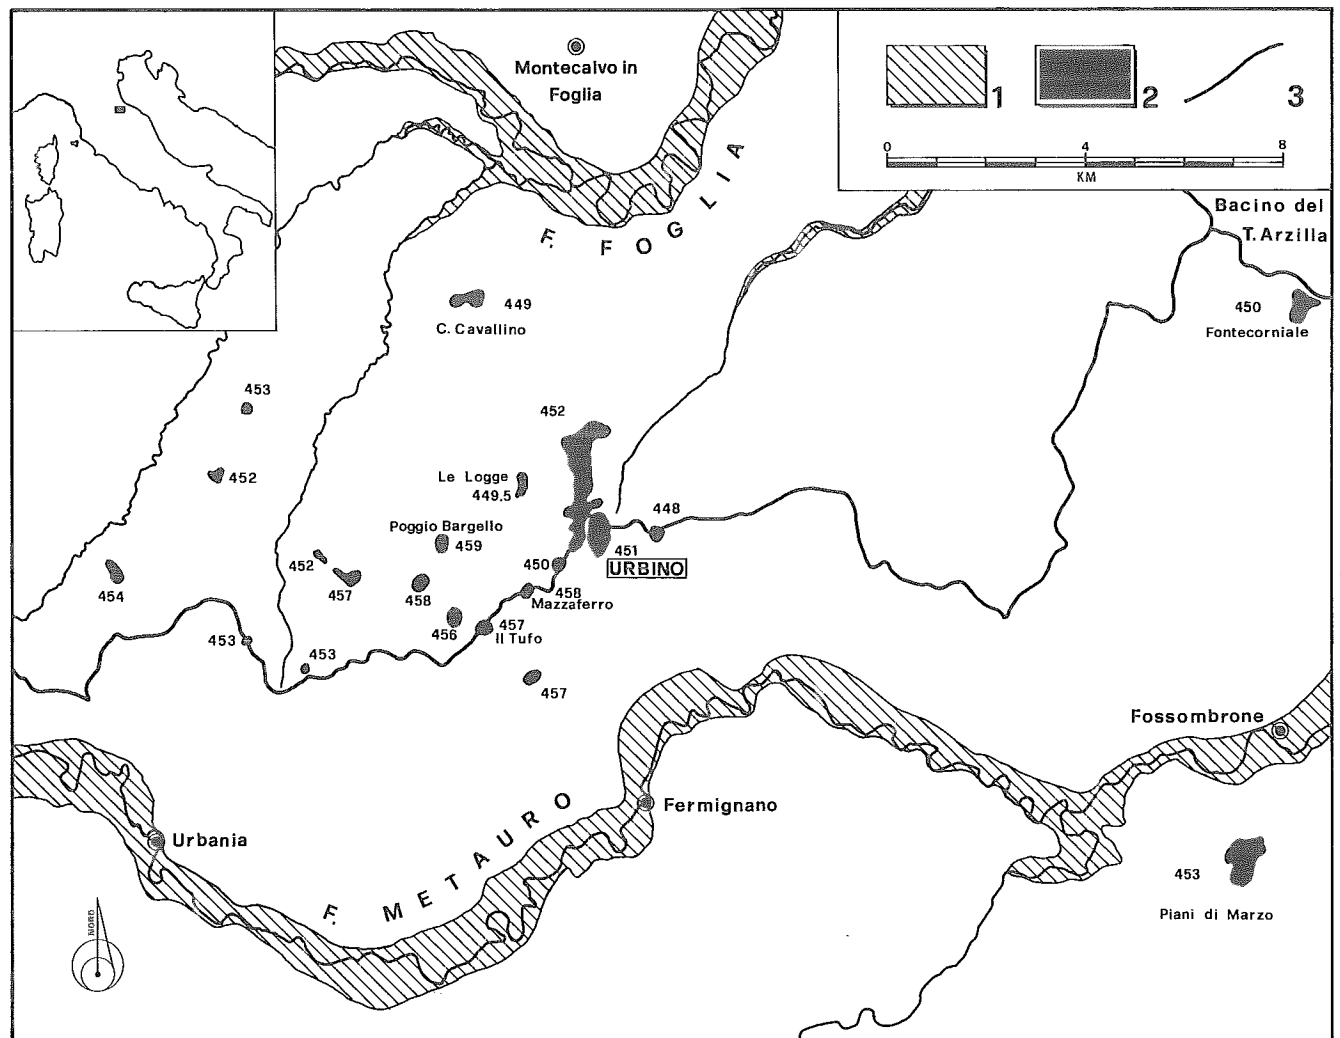 Montecalvo in
Foglia
1
2
3
0
4
8
KM
F. FOGLIA
Bacino del
T. Arzilla
449
C. Cavallino
450
Fontecorniale
453
452
452
Le Logge
449.5
448
Poggio Bargello
459
451
URBINO
452
450
454
457
458
458
Mazzaferro
456
457
Il Tufo
453
453
457
Fossombrone
F. METAURO
Fermignano
Urbania
453
Piani di Marzo
NORD